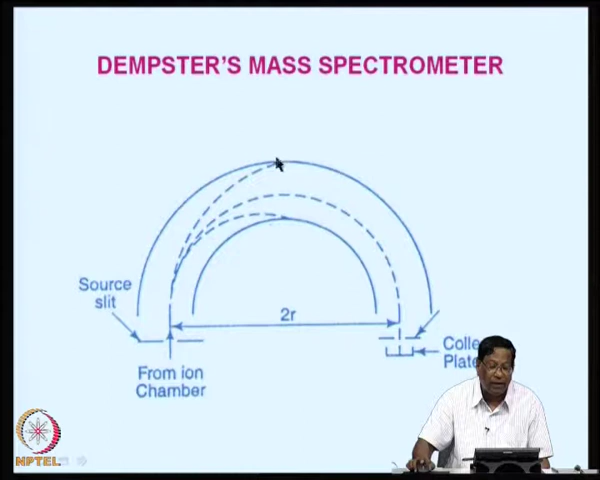 DEMPSTER'S MASS SPECTROMETER
Source
slit
2r
From ion
Chamber
NPTEL